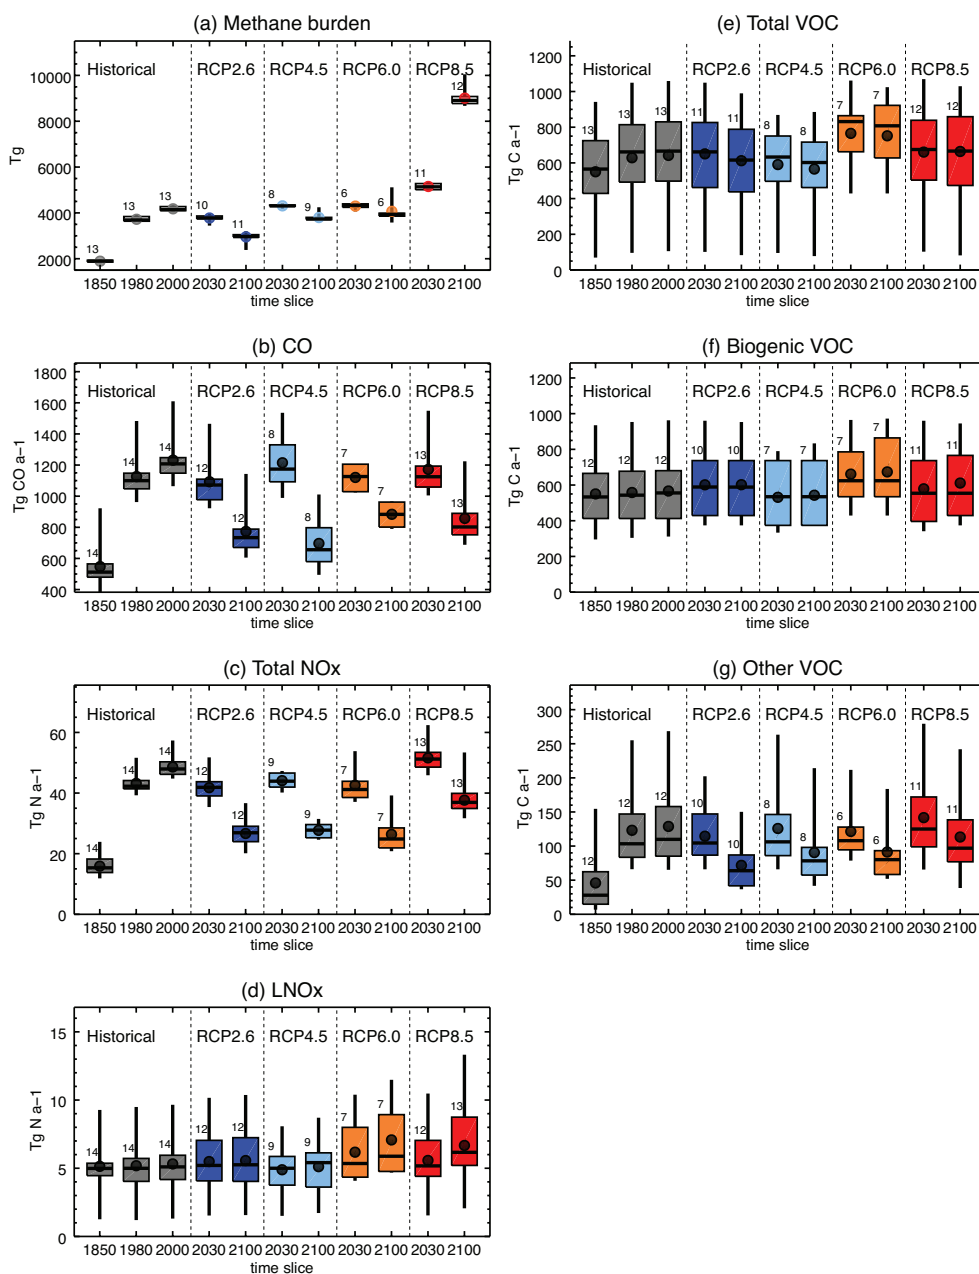 (a) Methane burden
Historical RCP2.6 RCP4.5 RCP6.0 RCP8.5
10000
8000
6000
4000
2000
Tg
13 13 13 10 11 8 9 6 6 11 12
1850 1980 2000 2030 2100 2030 2100 2030 2100 2030 2100
time slice
(b) CO
Historical RCP2.6 RCP4.5 RCP6.0 RCP8.5
1800
1600
1400
1200
1000
800
600
400
Tg CO a−1
14 14 14 12 12 8 8 7 7 13 13
1850 1980 2000 2030 2100 2030 2100 2030 2100 2030 2100
time slice
(c) Total NOx
Historical RCP2.6 RCP4.5 RCP6.0 RCP8.5
60
40
20
0
Tg N a−1
14 14 14 12 12 9 9 7 7 13 13
1850 1980 2000 2030 2100 2030 2100 2030 2100 2030 2100
time slice
(d) LNOx
Historical RCP2.6 RCP4.5 RCP6.0 RCP8.5
15
10
5
0
Tg N a−1
14 14 14 12 12 9 9 7 7 12 13
1850 1980 2000 2030 2100 2030 2100 2030 2100 2030 2100
time slice
(e) Total VOC
Historical RCP2.6 RCP4.5 RCP6.0 RCP8.5
1200
1000
800
600
400
200
0
Tg C a−1
13 13 13 11 11 8 8 7 7 12 12
1850 1980 2000 2030 2100 2030 2100 2030 2100 2030 2100
time slice
(f) Biogenic VOC
Historical RCP2.6 RCP4.5 RCP6.0 RCP8.5
1200
1000
800
600
400
200
0
Tg C a−1
12 12 12 10 10 7 7 7 7 11 11
1850 1980 2000 2030 2100 2030 2100 2030 2100 2030 2100
time slice
(g) Other VOC
Historical RCP2.6 RCP4.5 RCP6.0 RCP8.5
300
250
200
150
100
50
0
Tg C a−1
12 12 12 10 10 8 8 6 6 11 11
1850 1980 2000 2030 2100 2030 2100 2030 2100 2030 2100
time slice